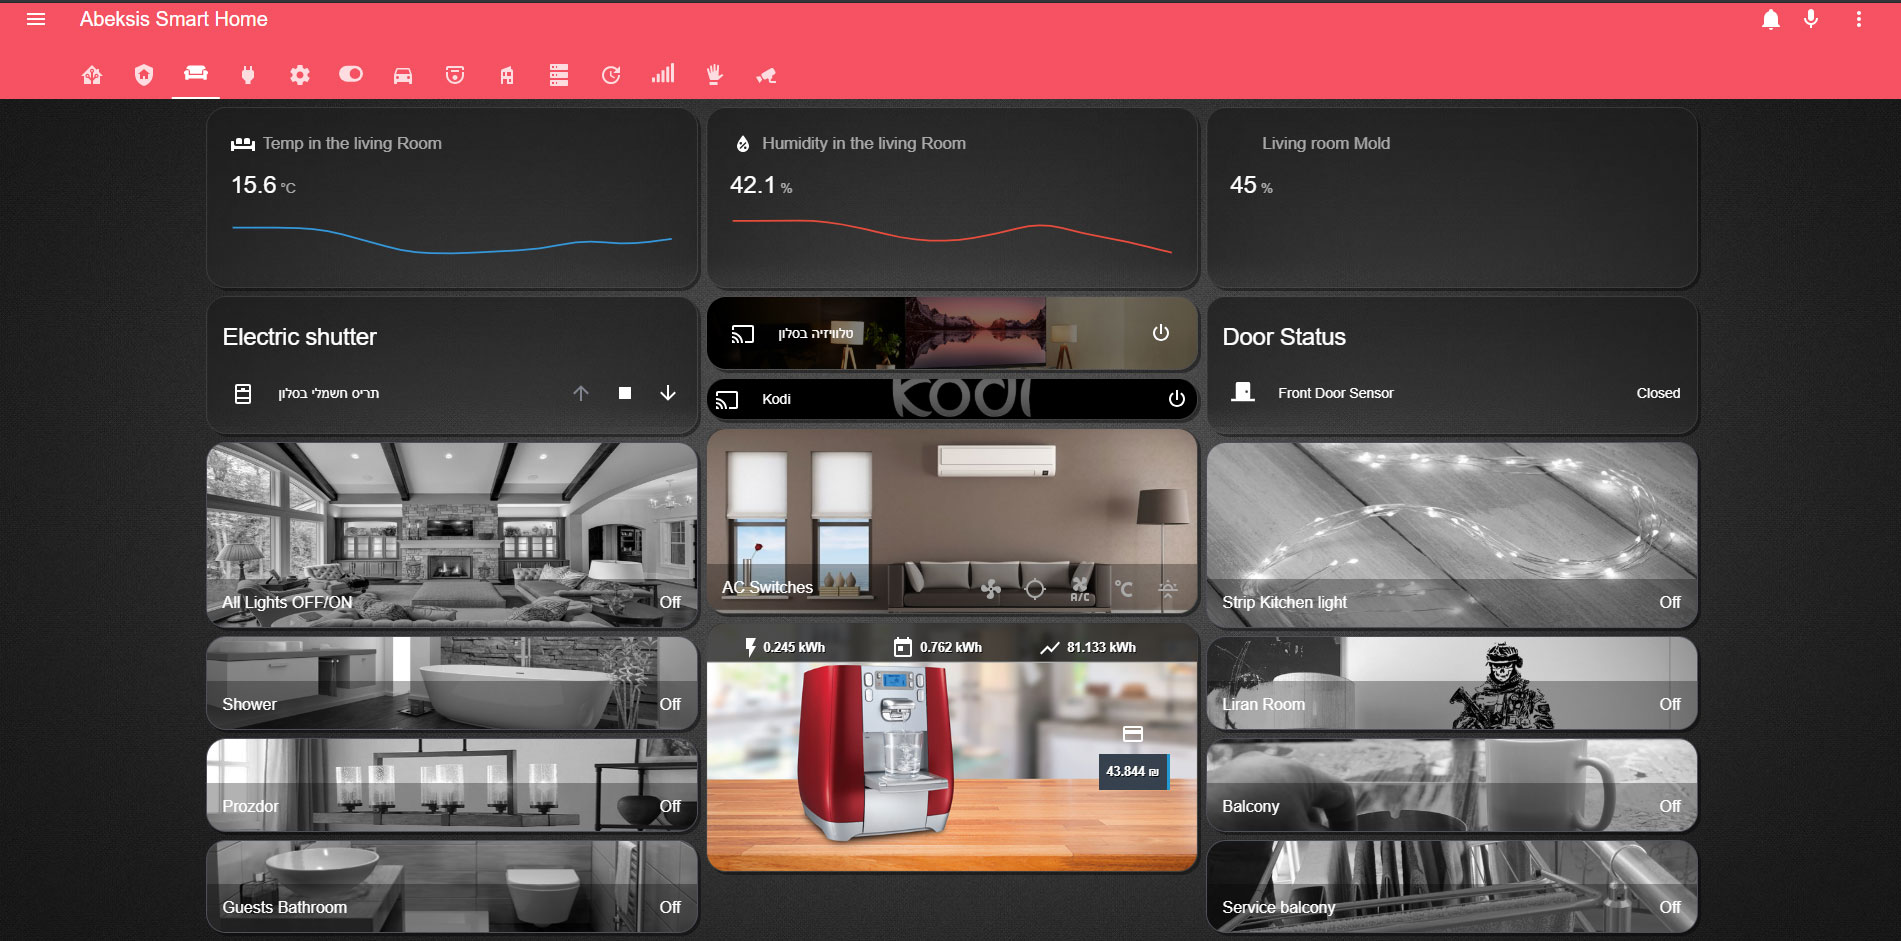 Abeksis Smart Home
Temp in the living Room
15.6 °C
Humidity in the living Room
42.1 %
Living room Mold
45 %
Electric shutter
תריס חשמלי בסלון
טלוויזיה בסלון
Kodi
KODI
Door Status
Front Door Sensor
Closed
All Lights OFF/ON
Off
AC Switches
A/C
°C
Strip Kitchen light
Off
Shower
Off
0.245 kWh
0.762 kWh
81.133 kWh
43.844 ₪
Liran Room
Off
Prozdor
Off
Balcony
Off
Guests Bathroom
Off
Service balcony
Off